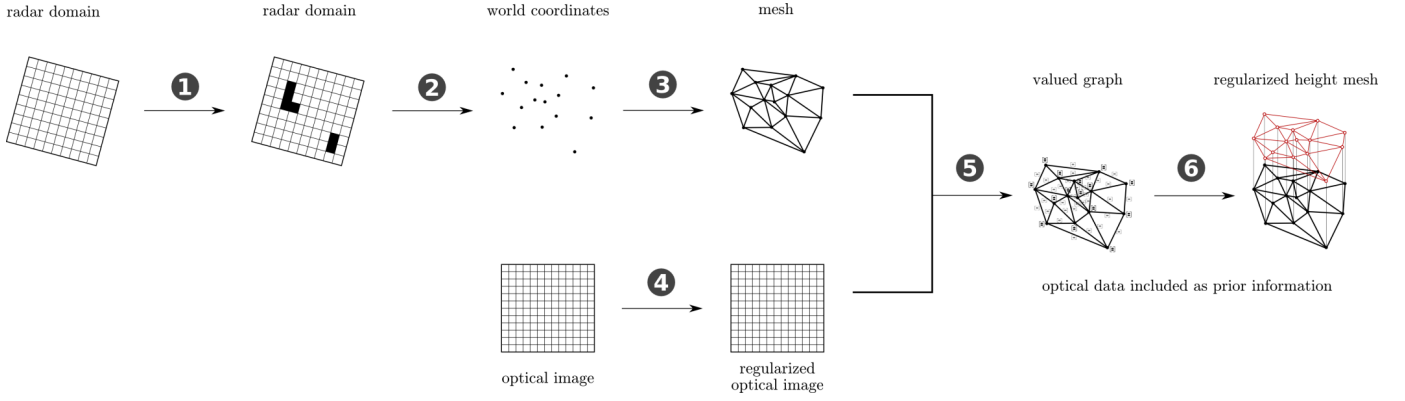 radar domain
radar domain
world coordinates
mesh
1
2
3
valued graph
regularized height mesh
5
6
4
optical data included as prior information
optical image
regularized
optical image